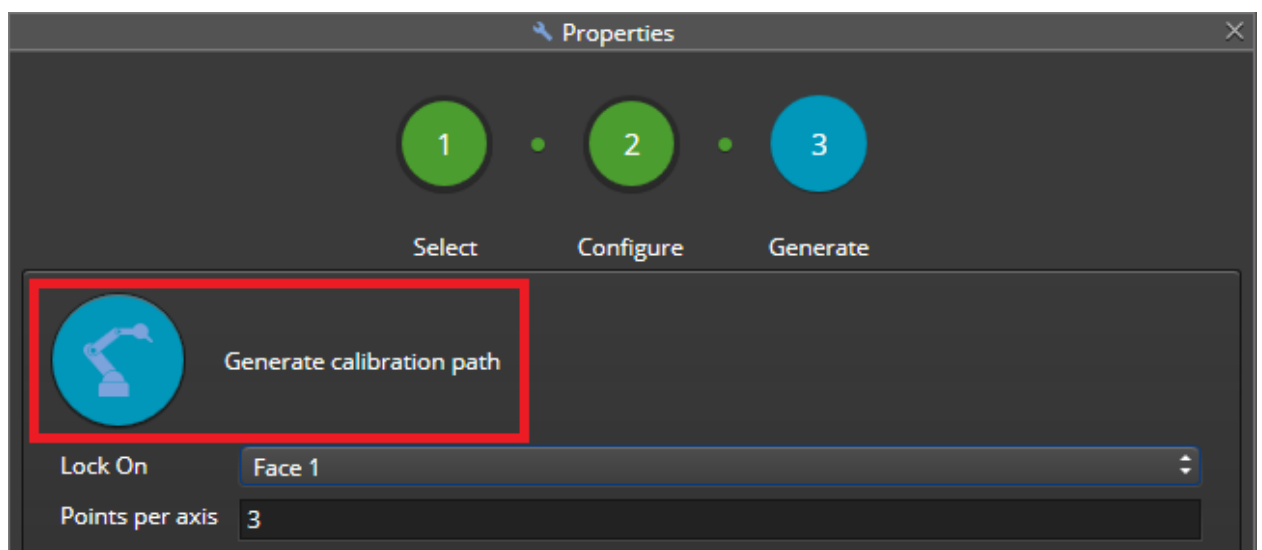 Properties
1
2
3
Select
Configure
Generate
Generate calibration path
Lock On
Face 1
Points per axis
3